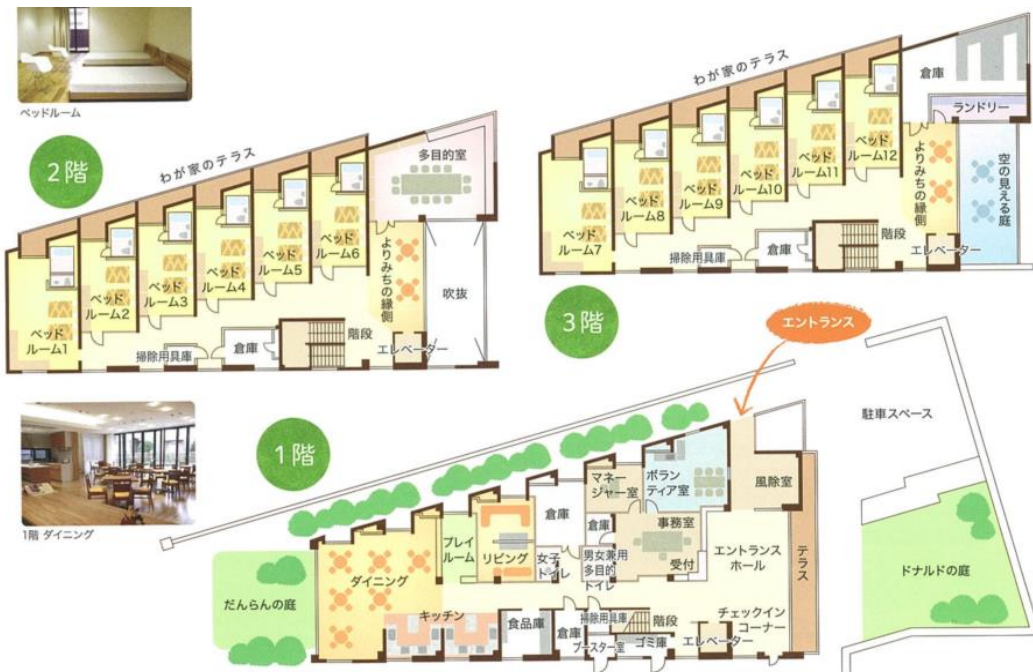 ベッドルーム
2階
わが家のテラス
多目的室
ベッド
ルーム1
ベッド
ルーム2
ベッド
ルーム3
ベッド
ルーム4
ベッド
ルーム5
ベッド
ルーム6
よりみちの縁側
吹抜
掃除用具庫
倉庫
階段
エレベーター
3階
わが家のテラス
倉庫
ランドリー
ベッド
ルーム7
ベッド
ルーム8
ベッド
ルーム9
ベッド
ルーム10
ベッド
ルーム11
ベッド
ルーム12
よりみちの縁側
空の見える庭
掃除用具庫
倉庫
階段
エレベーター
1階 ダイニング
1階
エントランス
駐車スペース
マネー
ジャー室
ボラン
ティア室
風除室
倉庫
倉庫
事務室
受付
プレイ
ルーム
リビング
女子
トイレ
男女兼用
多目的
トイレ
エントランス
ホール
テラス
ダイニング
だんらんの庭
ドナルドの庭
キッチン
食品庫
倉庫
掃除用具庫
階段
チェックイン
コーナー
ブースター室
ゴミ庫
エレベーター